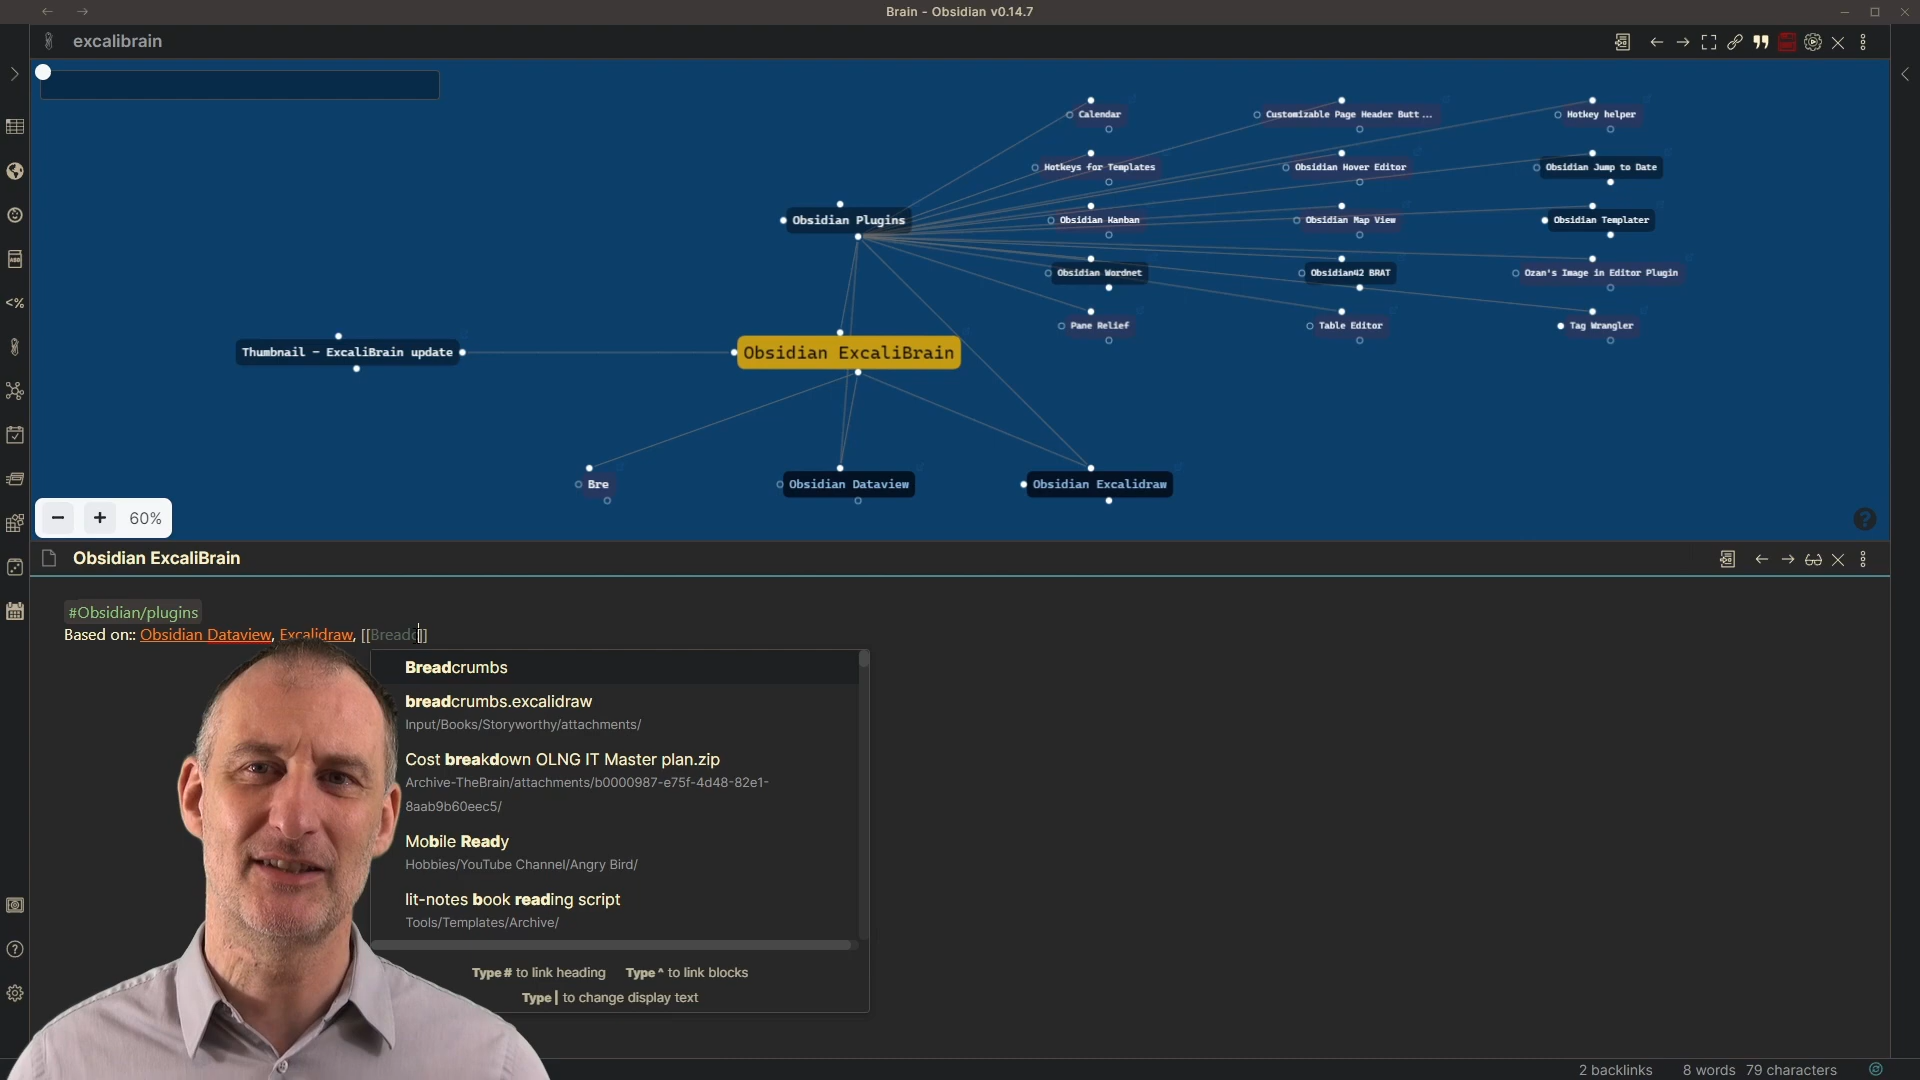 Brain - Obsidian v0.14.7
excalibrain
Calendar
Customizable Page Header Butt ...
Hotkey helper
Hotkeys for Templates
Obsidian Hover Editor
Obsidian Jump to Date
Obsidian Plugins
Obsidian Kanban
Obsidian Map View
Obsidian Templater
Obsidian Wordnet
Obsidian42 BRAT
Ozan's Image in Editor Plugin
Pane Relief
Table Editor
Tag Wrangler
Thumbnail - ExcaliBrain update
Obsidian ExcaliBrain
Bre
Obsidian Dataview
Obsidian Excalidraw
60%
Obsidian ExcaliBrain
#Obsidian/plugins
Based on:: Obsidian Dataview, Excalidraw, [[Breadc]]
Breadcrumbs
breadcrumbs.excalidraw
Input/Books/Storyworthy/attachments/
Cost breakdown OLNG IT Master plan.zip
Archive-TheBrain/attachments/b0000987-e75f-4d48-82e1-
8aab9b60eec5/
Mobile Ready
Hobbies/YouTube Channel/Angry Bird/
lit-notes book reading script
Tools/Templates/Archive/
Type # to link heading Type ^ to link blocks
Type | to change display text
2 backlinks 8 words 79 characters